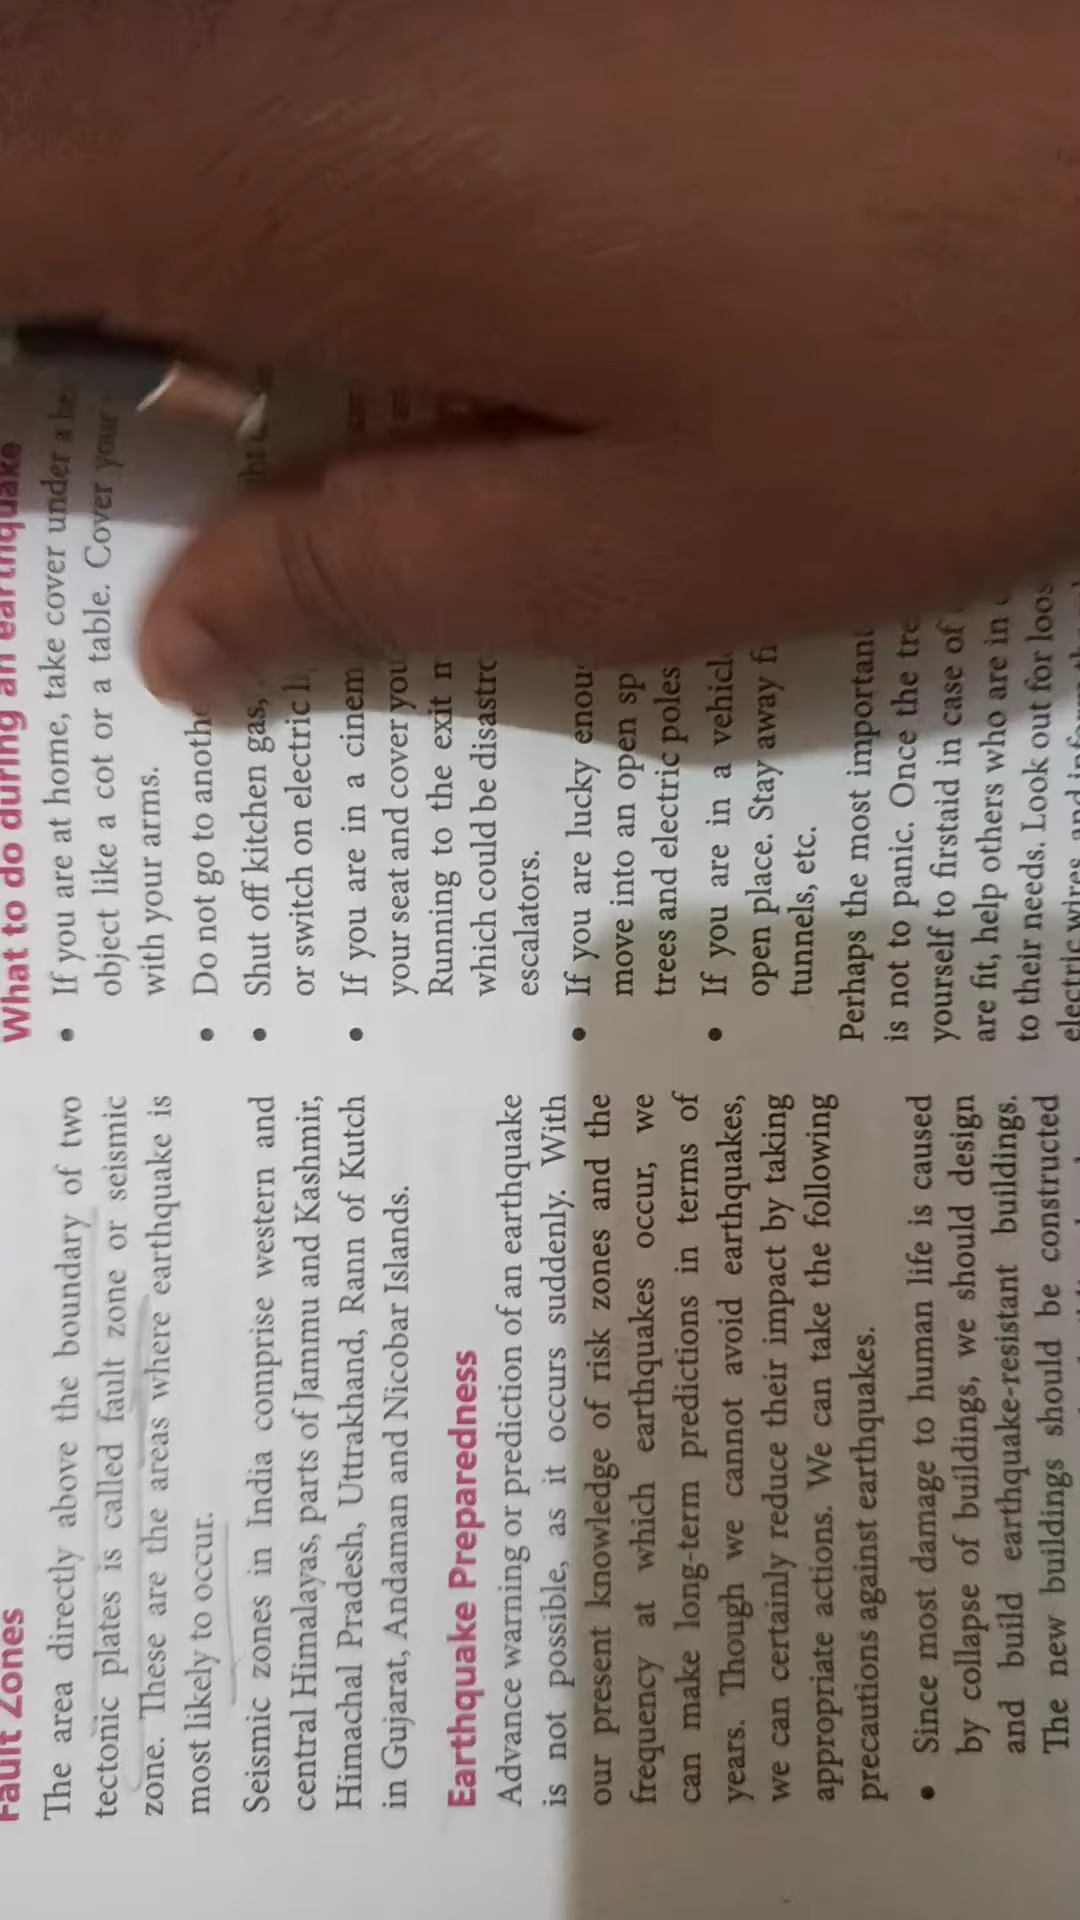 Fault Zones
The area directly above the boundary of two
tectonic plates is called fault zone or seismic
zone. These are the areas where earthquake is
most likely to occur.
Seismic zones in India comprise western and
central Himalayas, parts of Jammu and Kashmir,
Himachal Pradesh, Uttrakhand, Rann of Kutch
in Gujarat, Andaman and Nicobar Islands.
Earthquake Preparedness
Advance warning or prediction of an earthquake
is not possible, as it occurs suddenly. With
our present knowledge of risk zones and the
frequency at which earthquakes occur, we
can make long-term predictions in terms of
years. Though we cannot avoid earthquakes,
we can certainly reduce their impact by taking
appropriate actions. We can take the following
precautions against earthquakes.
• Since most damage to human life is caused
by collapse of buildings, we should design
and build earthquake-resistant buildings.
The new buildings should be constructed
What to do during an earthquake
• If you are at home, take cover under a
object like a cot or a table. Cover your
with your arms.
• Do not go to
• Shut off kitchen gas,
or switch on electric
• If you are in a
your seat and cover
Running to the exit
which could be
escalators.
• If you are lucky
move into an open
trees and electric poles
• If you are in a
open place. Stay away
tunnels, etc.
Perhaps the most important
is not to panic. Once the
yourself to firstaid in case of
are fit, help others who are in
to their needs. Look out for
electric wires and